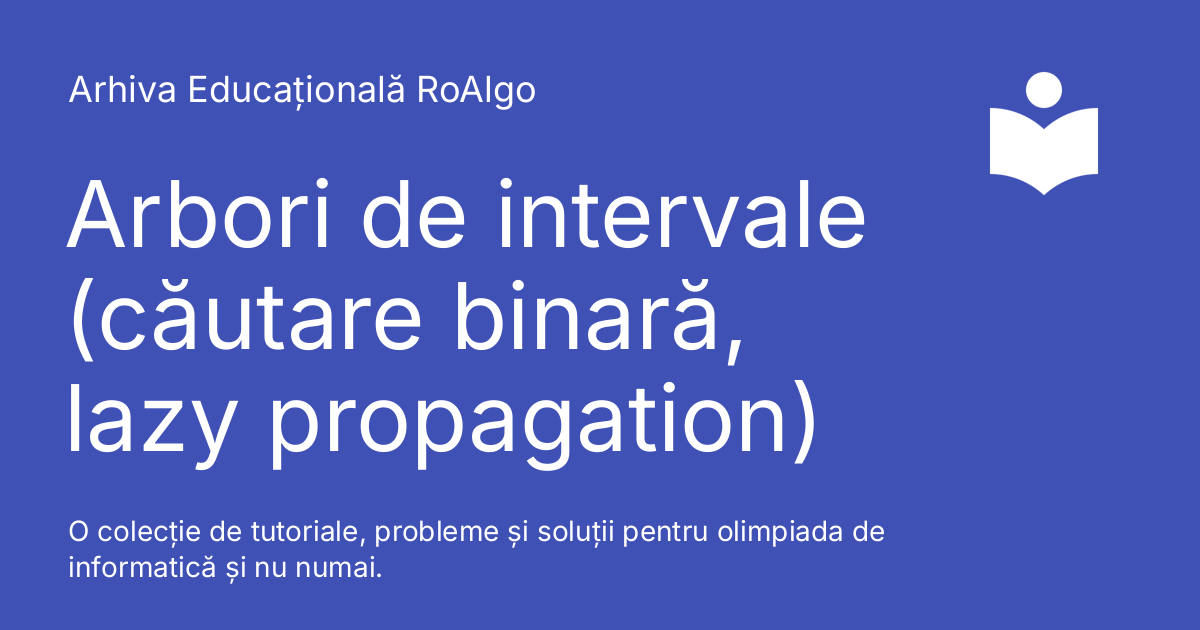 Arhiva Educațională RoAlgo
Arbori de intervale
(căutare binară,
lazy propagation)
O colecție de tutoriale, probleme și soluții pentru olimpiada de
informatică și nu numai.